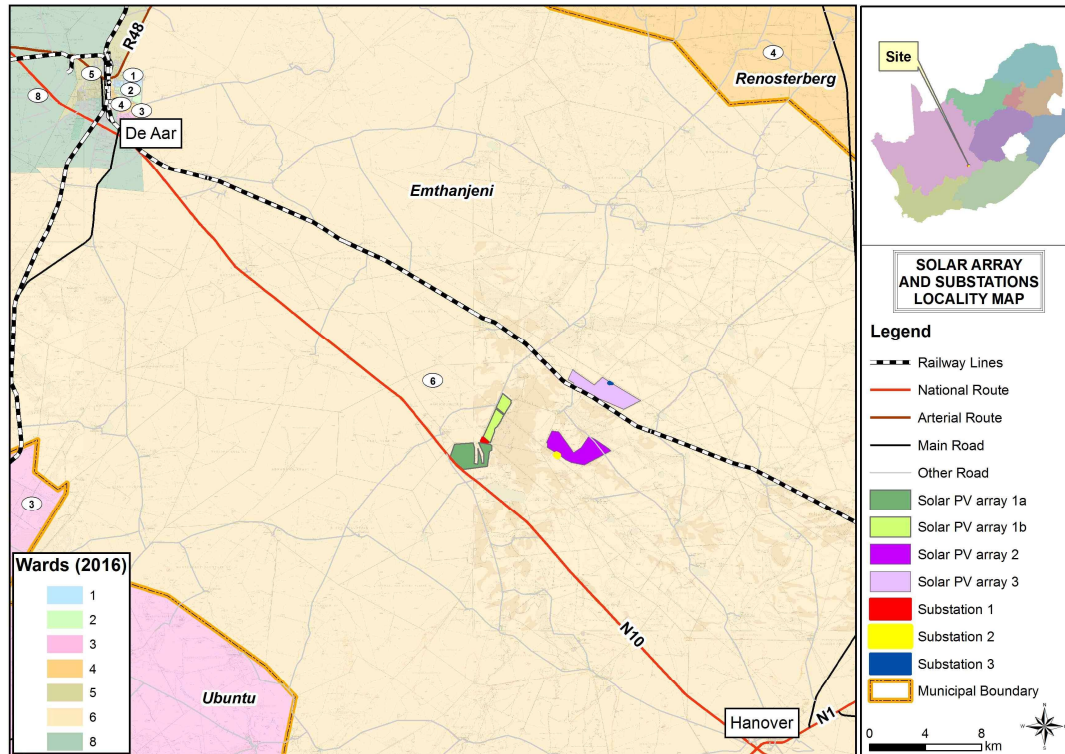 R48
5
1
2
8
4
3
De Aar
4
Renosterberg
Emthanjeni
6
3
Ubuntu
N10
Hanover
N1
Wards (2016)
1
2
3
4
5
6
8
Site
SOLAR ARRAY
AND SUBSTATIONS
LOCALITY MAP
Legend
Railway Lines
National Route
Arterial Route
Main Road
Other Road
Solar PV array 1a
Solar PV array 1b
Solar PV array 2
Solar PV array 3
Substation 1
Substation 2
Substation 3
Municipal Boundary
N
W
E
S
0 4 8
km